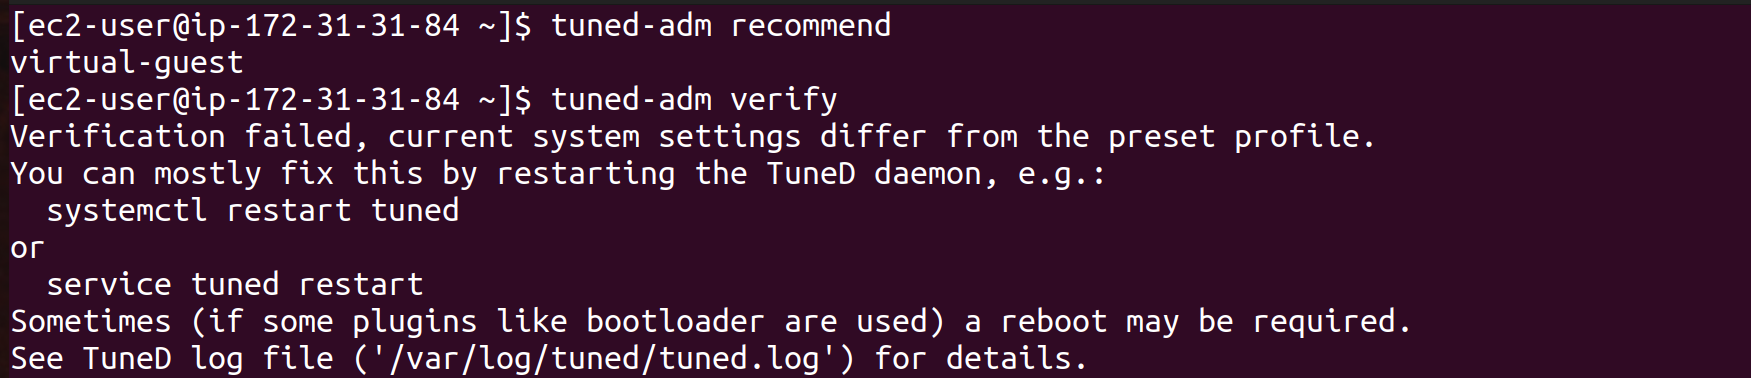 [ec2-user@ip-172-31-31-84 ~]$ tuned-adm recommend
virtual-guest
[ec2-user@ip-172-31-31-84 ~]$ tuned-adm verify
Verification failed, current system settings differ from the preset profile.
You can mostly fix this by restarting the TuneD daemon, e.g.:
  systemctl restart tuned
or
  service tuned restart
Sometimes (if some plugins like bootloader are used) a reboot may be required.
See TuneD log file ('/var/log/tuned/tuned.log') for details.